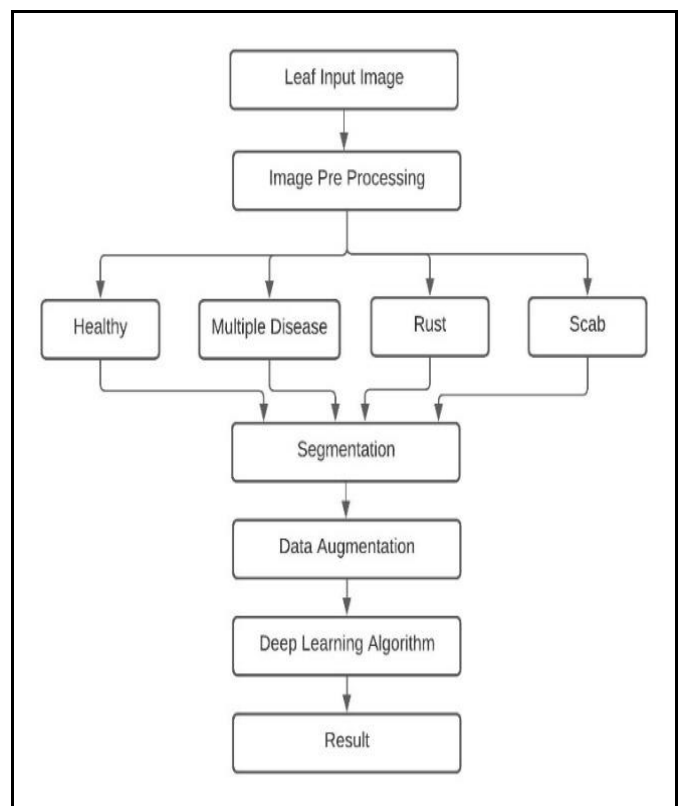 Leaf Input Image
Image Pre Processing
Healthy
Multiple Disease
Rust
Scab
Segmentation
Data Augmentation
Deep Learning Algorithm
Result